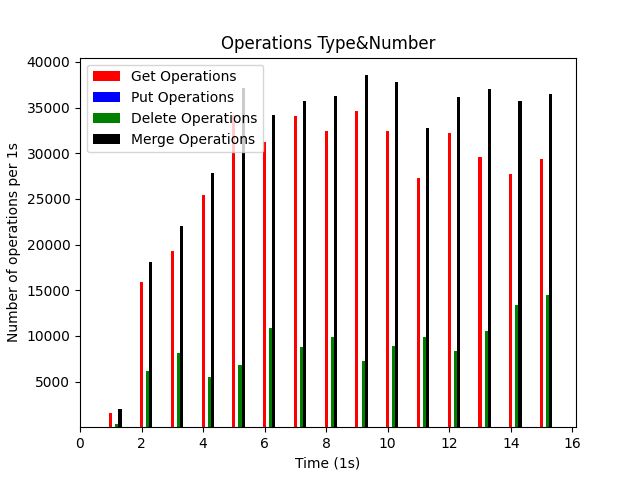 Operations Type&Number
40000
35000
30000
25000
20000
15000
10000
5000
Number of operations per 1s
Get Operations
Put Operations
Delete Operations
Merge Operations
0 2 4 6 8 10 12 14 16
Time (1s)